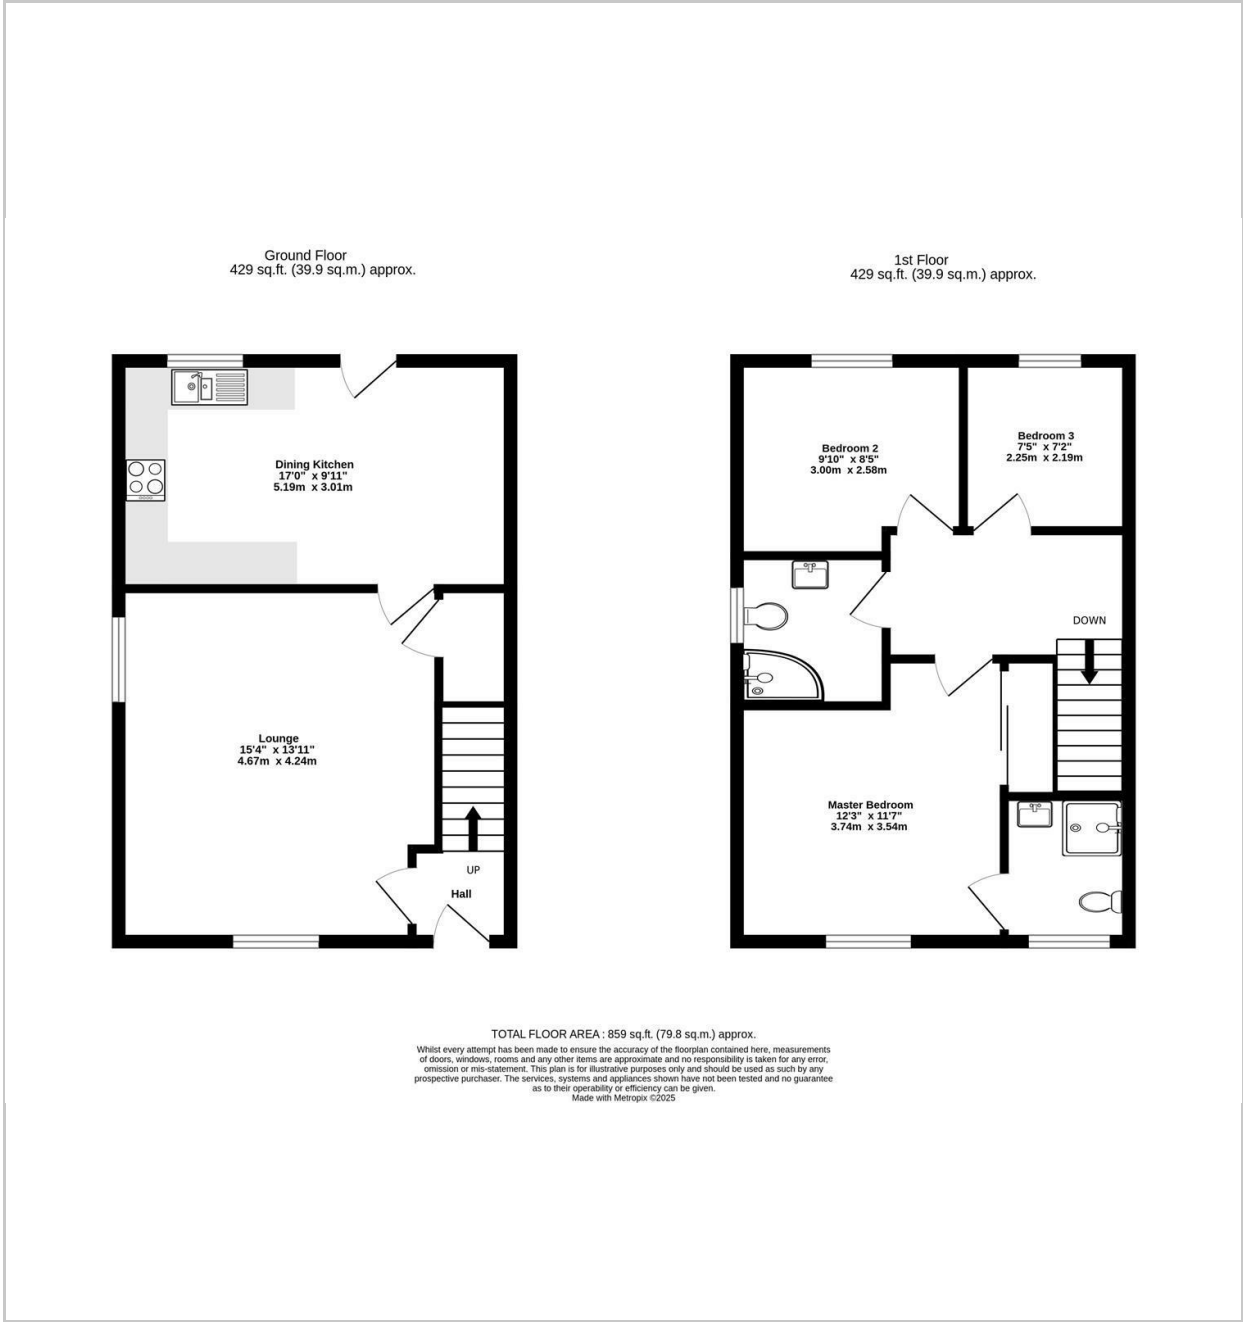 Ground Floor
429 sq.ft. (39.9 sq.m.) approx.
Dining Kitchen
17'0" x 9'11"
5.19m x 3.01m
Lounge
15'4" x 13'11"
4.67m x 4.24m
UP
Hall
1st Floor
429 sq.ft. (39.9 sq.m.) approx.
Bedroom 2
9'10" x 8'5"
3.00m x 2.58m
Bedroom 3
7'5" x 7'2"
2.25m x 2.19m
DOWN
Master Bedroom
12'3" x 11'7"
3.74m x 3.54m
TOTAL FLOOR AREA : 859 sq.ft. (79.8 sq.m.) approx.
Whilst every attempt has been made to ensure the accuracy of the floorplan contained here, measurements
of doors, windows, rooms and any other items are approximate and no responsibility is taken for any error,
omission or mis-statement. This plan is for illustrative purposes only and should be used as such by any
prospective purchaser. The services, systems and appliances shown have not been tested and no guarantee
as to their operability or efficiency can be given.
Made with Metropix ©2025